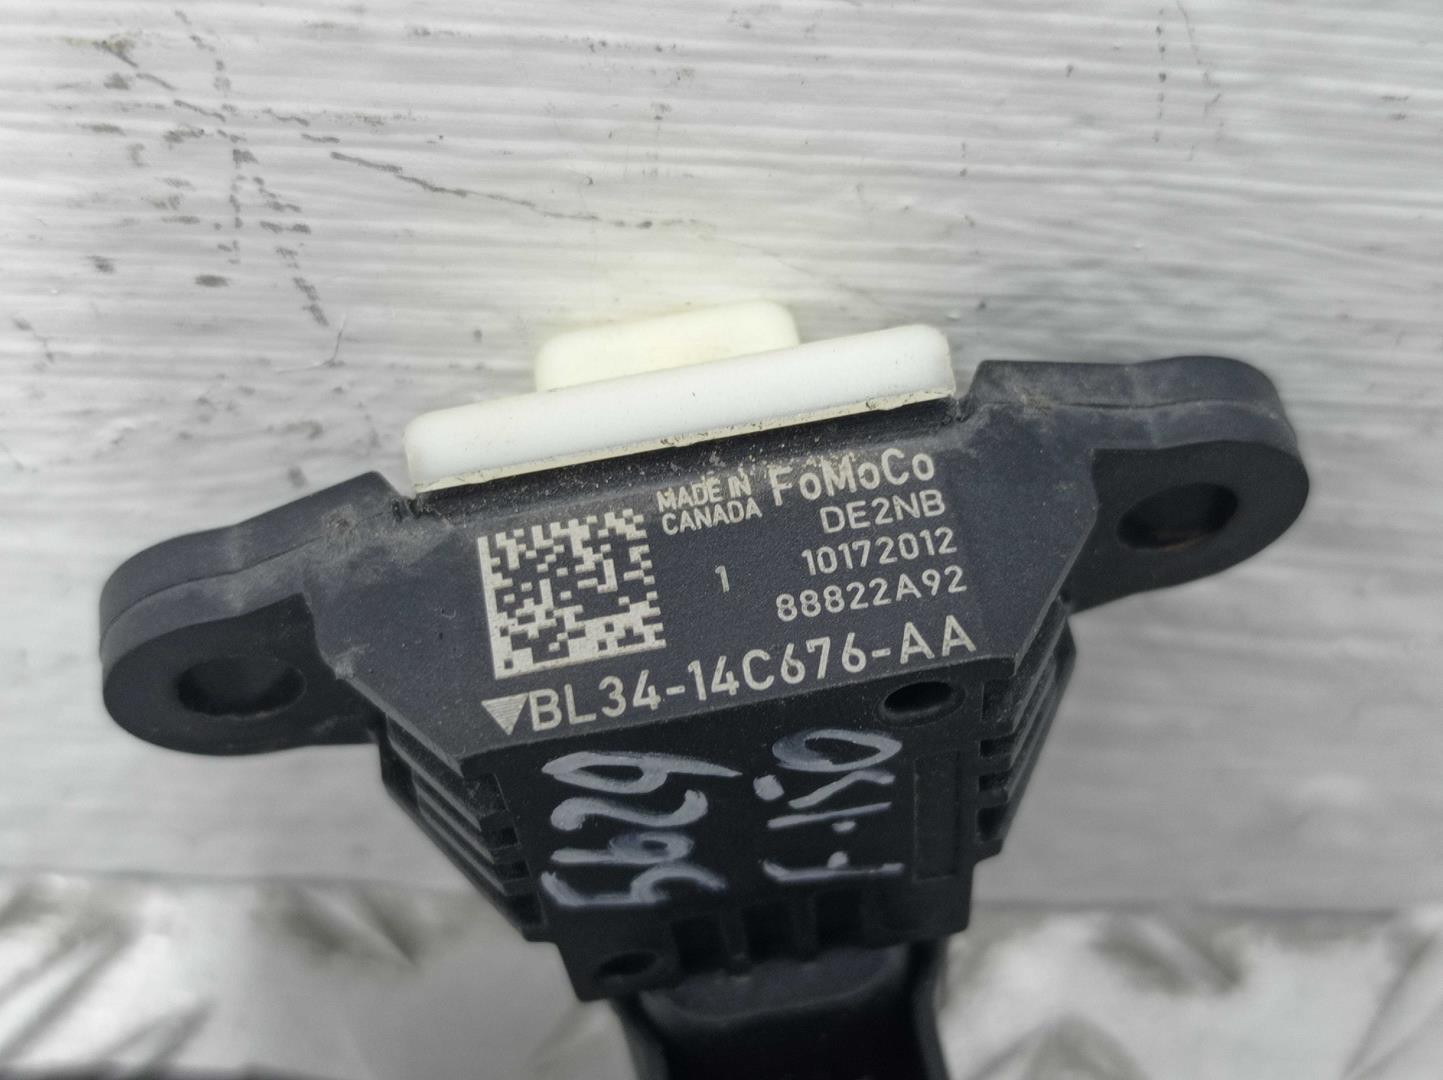 MADE IN
CANADA
FoMoCo
DE2NB
1
10172012
88822A92
BL34-14C676-AA
5629
F-150